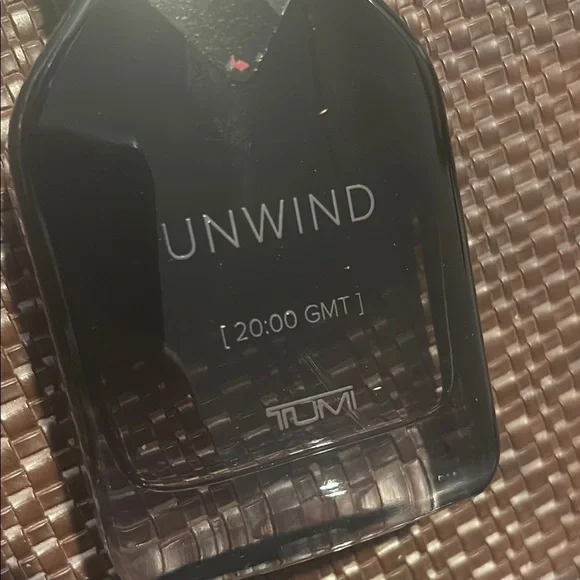 UNWIND
[ 20:00 GMT ]
TUMI